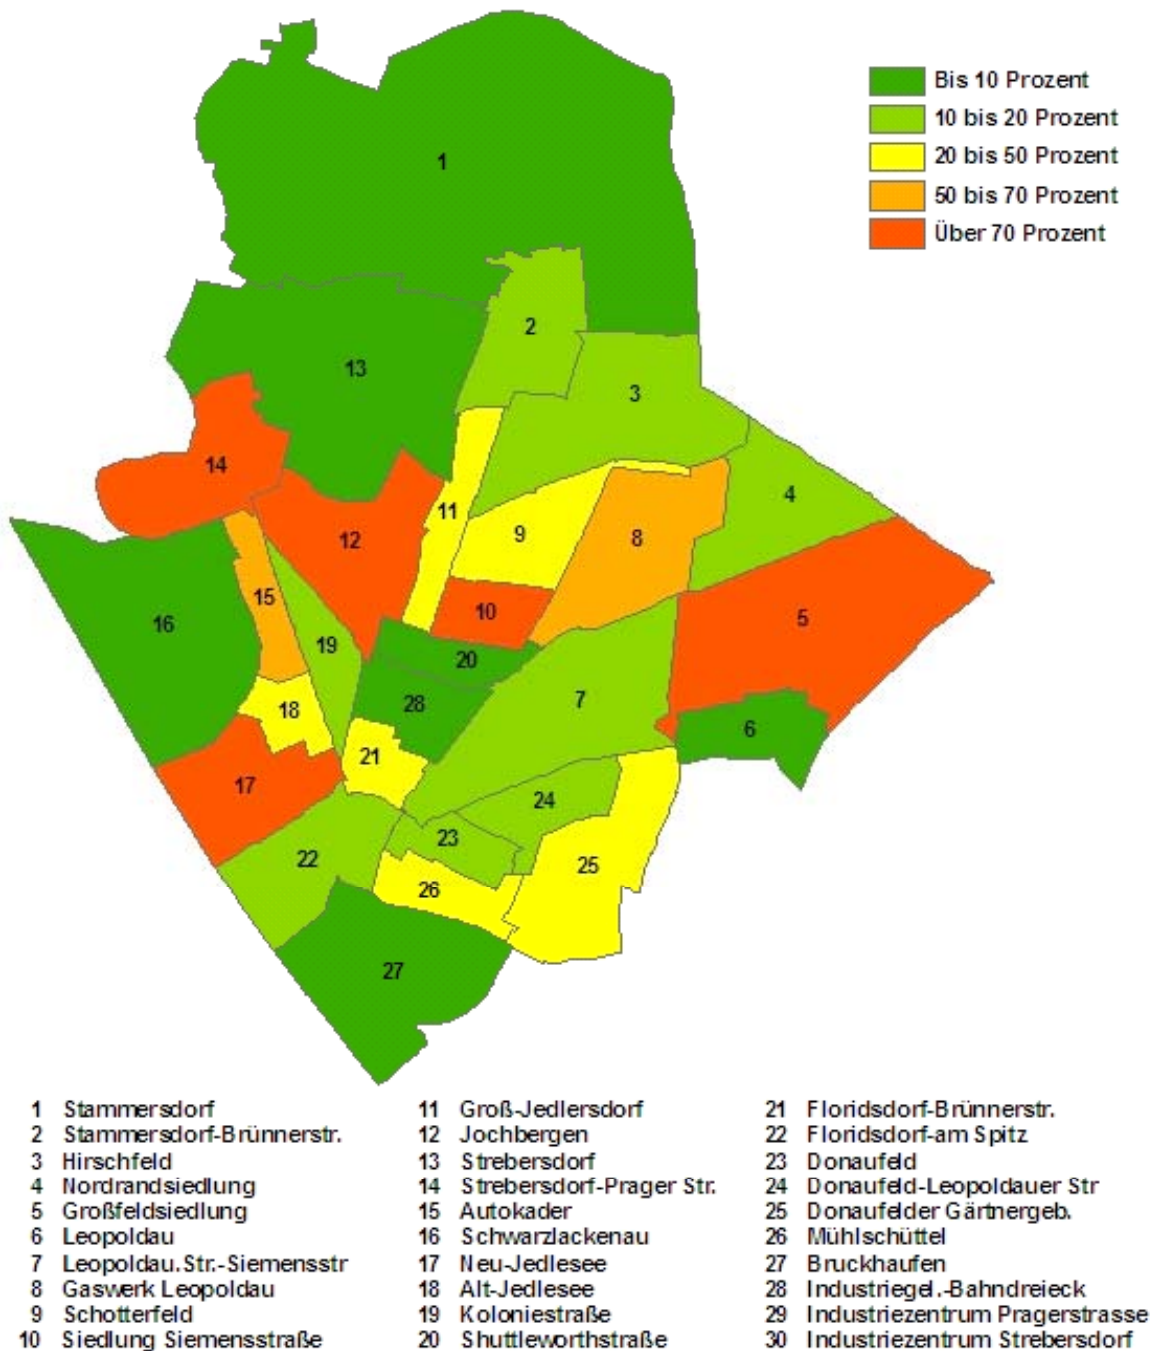 Bis 10 Prozent
10 bis 20 Prozent
20 bis 50 Prozent
50 bis 70 Prozent
Über 70 Prozent
1
2
13
3
14
4
11
9
8
12
10
5
15
16
19
20
7
28
6
18
21
17
24
23
22
25
26
27
1 Stammersdorf
2 Stammersdorf-Brünnerstr.
3 Hirschfeld
4 Nordrandsiedlung
5 Großfeldsiedlung
6 Leopoldau
7 Leopoldau.Str.-Siemensstr
8 Gaswerk Leopoldau
9 Schotterfeld
10 Siedlung Siemensstraße
11 Groß-Jedlersdorf
12 Jochbergen
13 Strebersdorf
14 Strebersdorf-Prager Str.
15 Autokader
16 Schwarzlackenau
17 Neu-Jedlesee
18 Alt-Jedlesee
19 Koloniestraße
20 Shuttleworthstraße
21 Floridsdorf-Brünnerstr.
22 Floridsdorf-am Spitz
23 Donaufeld
24 Donaufeld-Leopoldauer Str
25 Donaufelder Gärtnergeb.
26 Mühlschüttel
27 Bruckhaufen
28 Industriegel.-Bahndreieck
29 Industriezentrum Pragerstrasse
30 Industriezentrum Strebersdorf